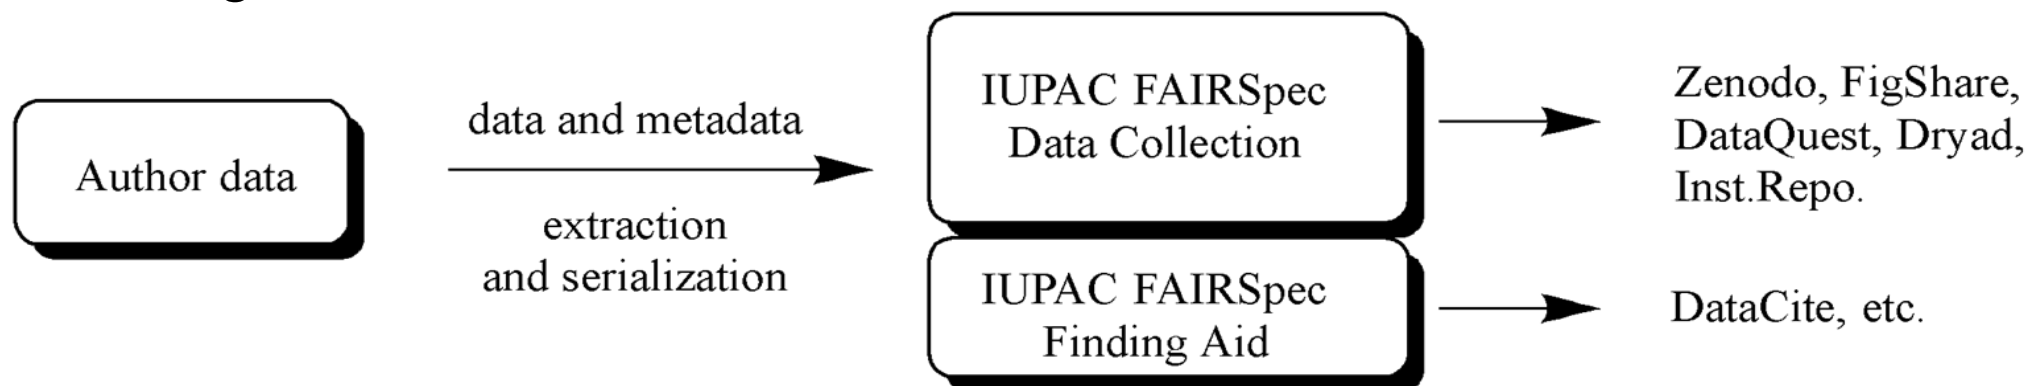 Author data
data and metadata
extraction
and serialization
IUPAC FAIRSpec
Data Collection
IUPAC FAIRSpec
Finding Aid
Zenodo, FigShare,
DataQuest, Dryad,
Inst.Repo.
DataCite, etc.